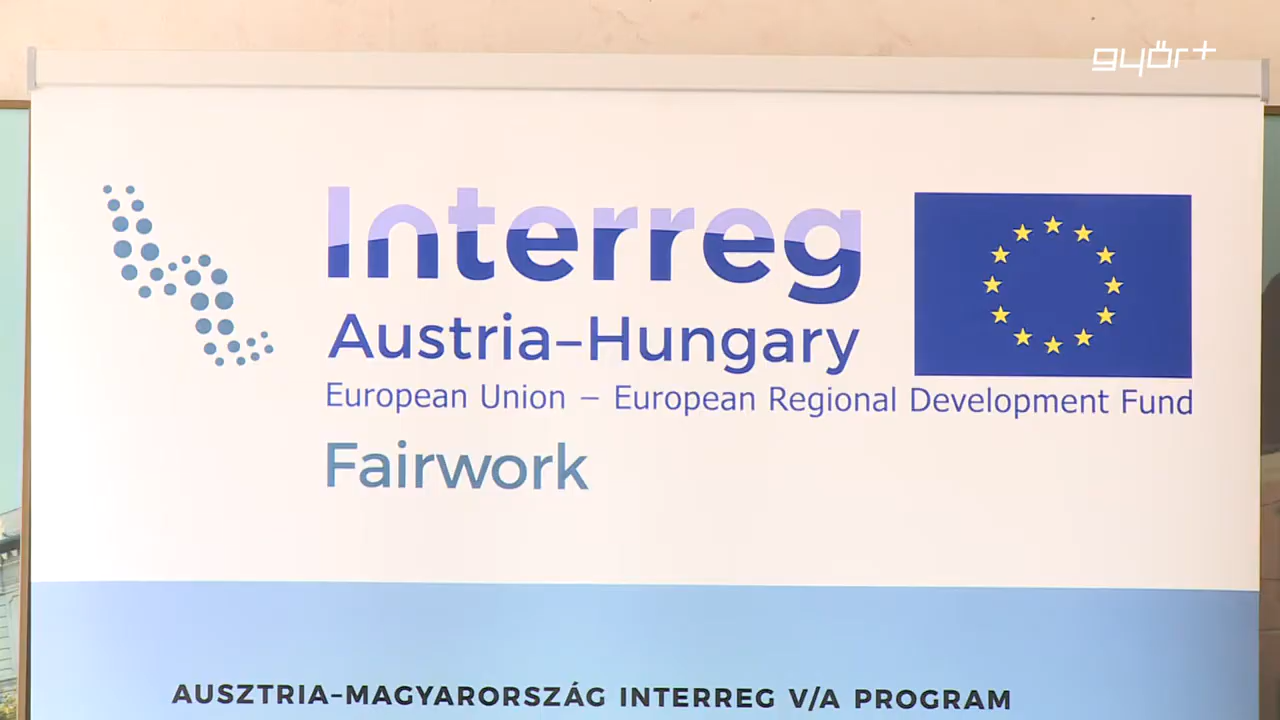 győr+
Interreg
Austria–Hungary
European Union – European Regional Development Fund
Fairwork
AUSZTRIA–MAGYARORSZÁG INTERREG V/A PROGRAM